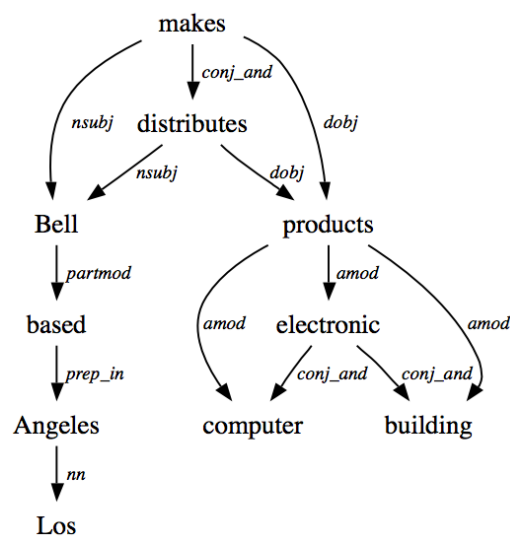 makes
conj_and
nsubj distributes dobj
nsubj dobj
Bell products
partmod amod
based amod electronic amod
prep_in conj_and conj_and
Angeles computer building
nn
Los